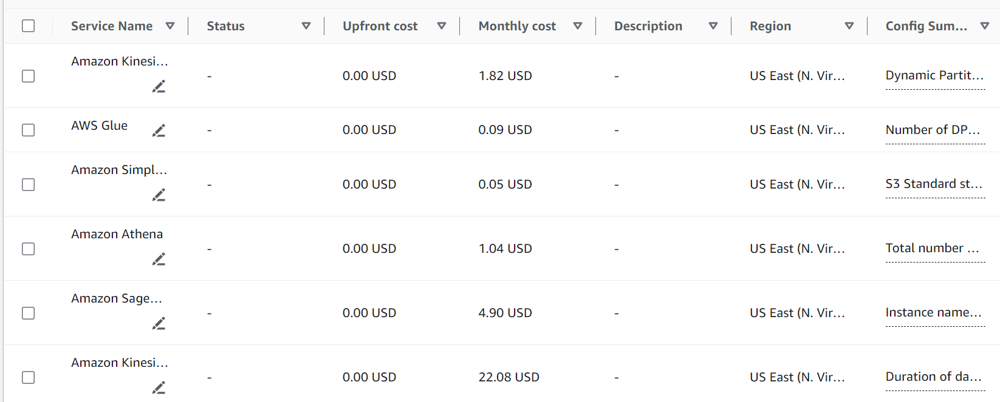 Service Name Status Upfront cost Monthly cost Description Region Config Sum...
Amazon Kinesi... - 0.00 USD 1.82 USD - US East (N. Vir... Dynamic Partit...
AWS Glue - 0.00 USD 0.09 USD - US East (N. Vir... Number of DP...
Amazon Simpl... - 0.00 USD 0.05 USD - US East (N. Vir... S3 Standard st...
Amazon Athena - 0.00 USD 1.04 USD - US East (N. Vir... Total number ...
Amazon Sage... - 0.00 USD 4.90 USD - US East (N. Vir... Instance name...
Amazon Kinesi... - 0.00 USD 22.08 USD - US East (N. Vir... Duration of da...